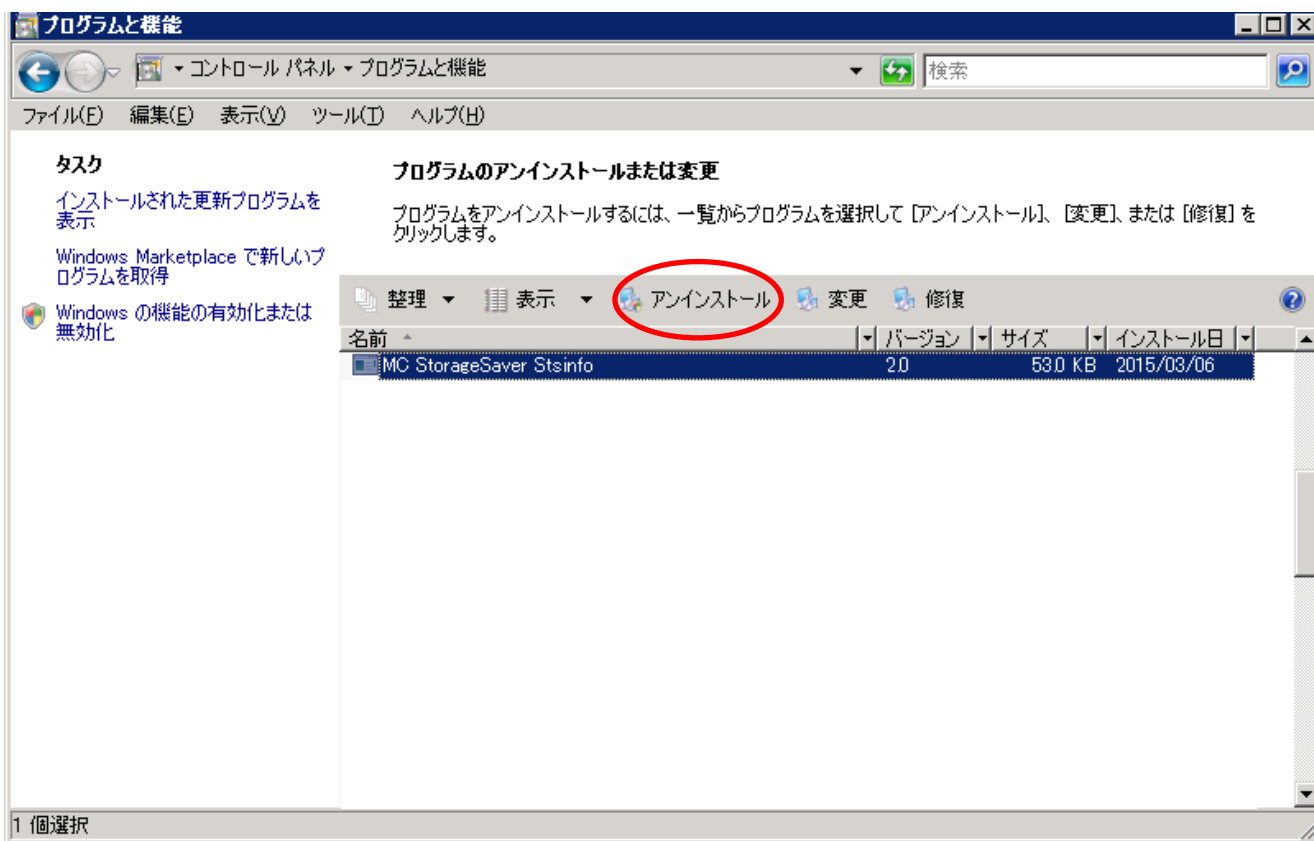 プログラムと機能
コントロール パネル プログラムと機能
検索
ファイル(F) 編集(E) 表示(V) ツール(T) ヘルプ(H)
タスク
インストールされた更新プログラムを
表示
Windows Marketplace で新しいプ
ログラムを取得
Windows の機能の有効化または
無効化
プログラムのアンインストールまたは変更
プログラムをアンインストールするには、一覧からプログラムを選択して [アンインストール]、[変更]、または [修復] を
クリックします。
整理 表示 アンインストール 変更 修復
名前 バージョン サイズ インストール日
MC StorageSaver Stsinfo 2.0 53.0 KB 2015/03/06
1 個選択